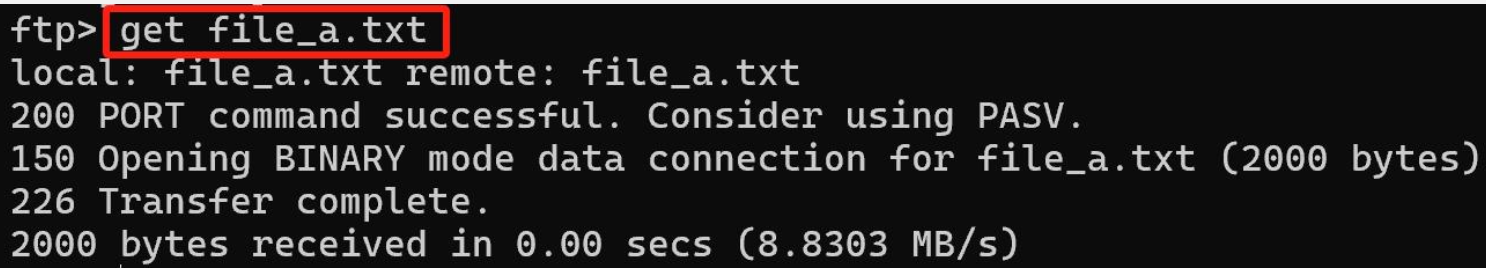 ftp> get file_a.txt
local: file_a.txt remote: file_a.txt
200 PORT command successful. Consider using PASV.
150 Opening BINARY mode data connection for file_a.txt (2000 bytes)
226 Transfer complete.
2000 bytes received in 0.00 secs (8.8303 MB/s)